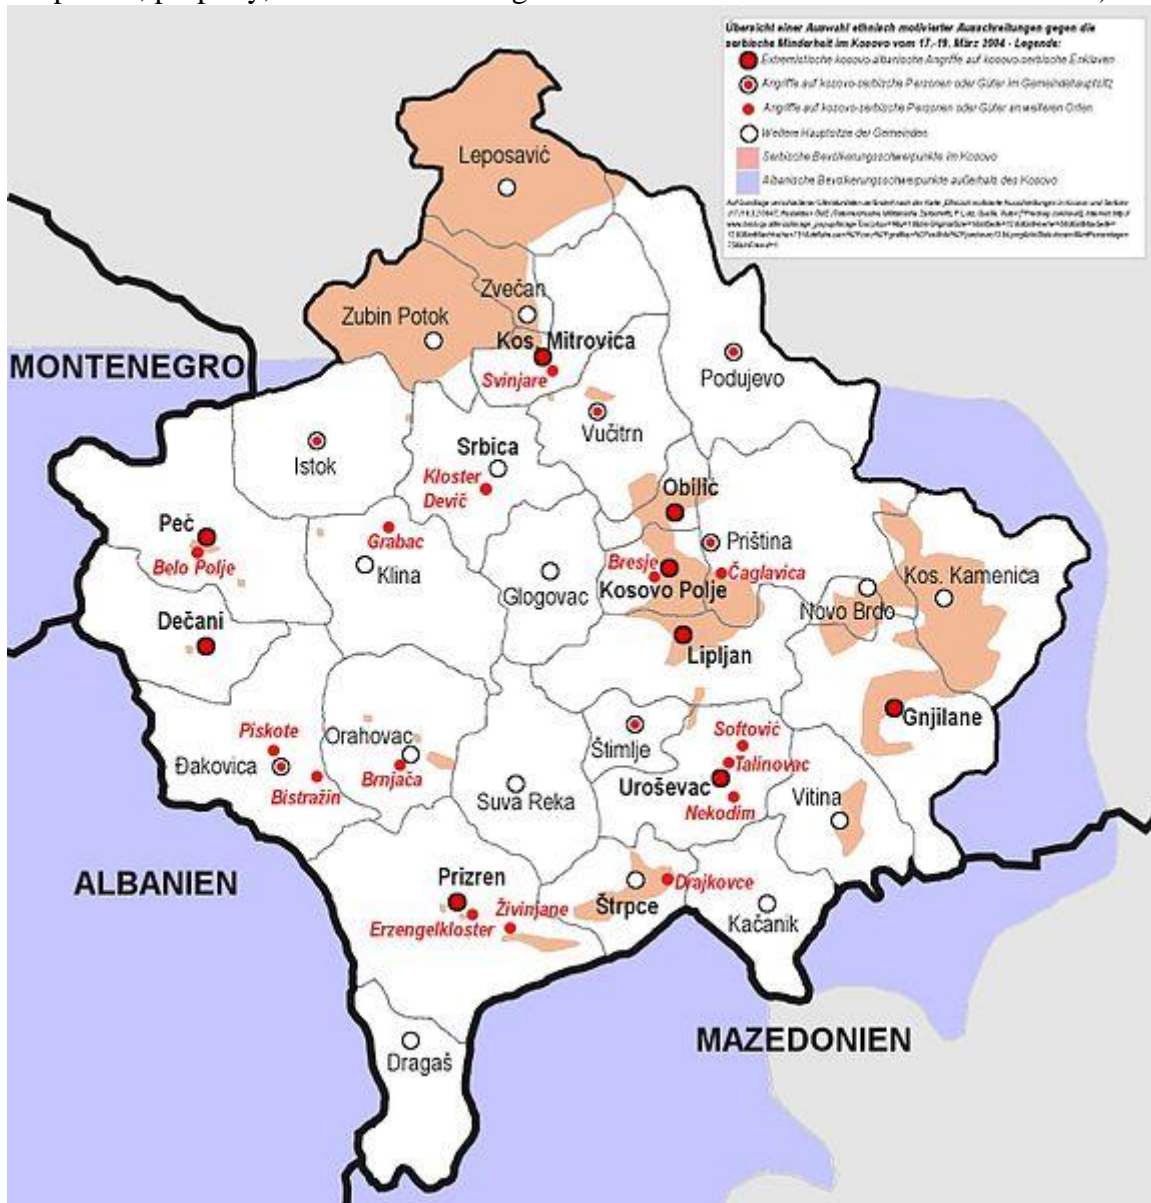 Übersicht einer Auswahl ethnisch motivierter Ausschreitungen gegen die
serbische Minderheit im Kosovo vom 17.-19. März 2004 - Legende:
Extremistische kosovo-albanische Angriffe auf kosovo-serbische Enklaven
Angriffe auf kosovo-serbische Personen oder Güter im Gemeindehauptsitz
Angriffe auf kosovo-serbische Personen oder Güter an weiteren Orten
Weitere Hauptsitze der Gemeinden
Serbische Bevölkerungsschwerpunkte im Kosovo
Albanische Bevölkerungsschwerpunkte außerhalb des Kosovo
Leposavić
Zvečan
Zubin Potok
Kos. Mitrovica
MONTENEGRO
Svinjare
Podujevo
Vučitrn
Istok
Srbica
Kloster
Devič
Obilić
Peč
Grabac
Priština
Belo Polje
Klina
Bresje
Čaglavica
Glogovac
Kosovo Polje
Kos. Kamenica
Novo Brdo
Dečani
Lipljan
Gnjilane
Piskote
Orahovac
Štimlje
Softović
Đakovica
Brnjača
Talinovac
Bistražin
Uroševac
Suva Reka
Vitina
Nekodim
ALBANIEN
Prizren
Drajkovce
Živinjane
Štrpce
Erzengelkloster
Kačanik
MAZEDONIEN
Dragaš